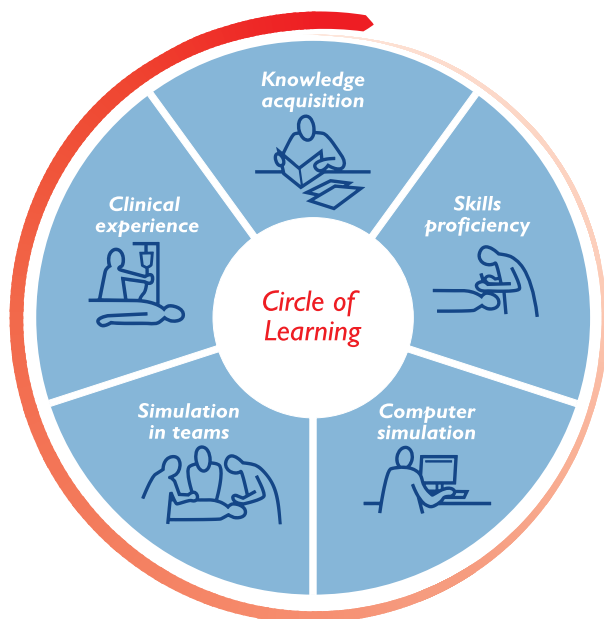 Knowledge
acquisition
Skills
proficiency
Computer
simulation
Simulation
in teams
Clinical
experience
Circle of
Learning